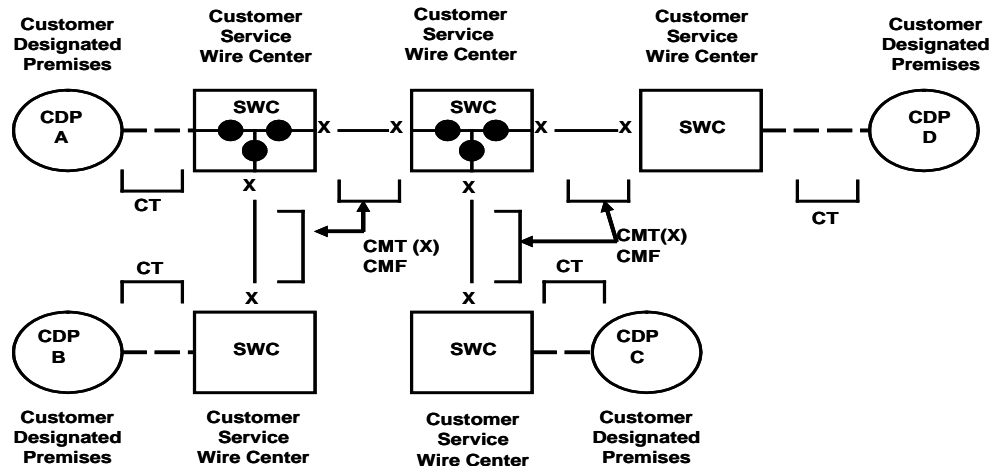 Customer
Designated
Premises
Customer
Service
Wire Center
Customer
Service
Wire Center
Customer
Service
Wire Center
Customer
Designated
Premises
CDP
A
SWC
X
X
SWC
X
X
SWC
CDP
D
CT
X
X
CT
CMT (X)
CMF
CMT(X)
CMF
CT
CT
X
X
CDP
B
SWC
SWC
CDP
C
Customer
Designated
Premises
Customer
Service
Wire Center
Customer
Service
Wire Center
Customer
Designated
Premises